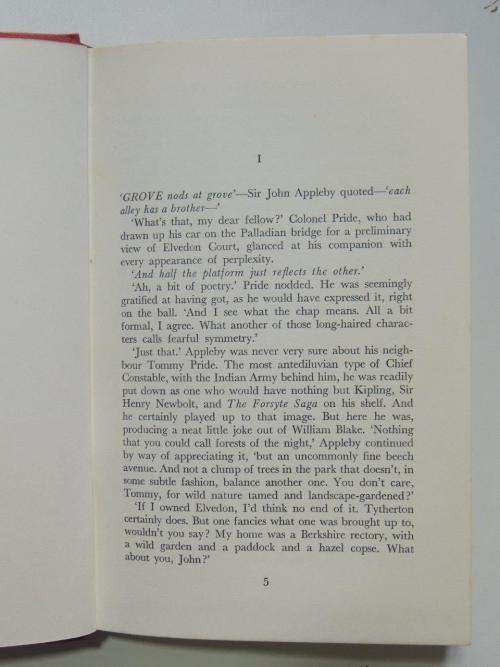 I
'GROVE nods at grove'—Sir John Appleby quoted—'each
alley has a brother—'
'What's that, my dear fellow?' Colonel Pride, who had
drawn up his car on the Palladian bridge for a preliminary
view of Elvedon Court, glanced at his companion with
every appearance of perplexity.
'And half the platform just reflects the other.'
'Ah, a bit of poetry.' Pride nodded. He was seemingly
gratified at having got, as he would have expressed it, right
on the ball. 'And I see what the chap means. All a bit
formal, I agree. What another of those long-haired charac-
ters calls fearful symmetry.'
'Just that.' Appleby was never very sure about his neigh-
bour Tommy Pride. The most antediluvian type of Chief
Constable, with the Indian Army behind him, he was readily
put down as one who would have nothing but Kipling, Sir
Henry Newbolt, and The Forsyte Saga on his shelf. And
he certainly played up to that image. But here he was,
producing a neat little joke out of William Blake. 'Nothing
that you could call forests of the night,' Appleby continued
by way of appreciating it, 'but an uncommonly fine beech
avenue. And not a clump of trees in the park that doesn't, in
some subtle fashion, balance another one. You don't care,
Tommy, for wild nature tamed and landscape-gardened?'
'If I owned Elvedon, I'd think no end of it. Tytherton
certainly does. But one fancies what one was brought up to,
wouldn't you say? My home was a Berkshire rectory, with
a wild garden and a paddock and a hazel copse. What
about you, John?'
5